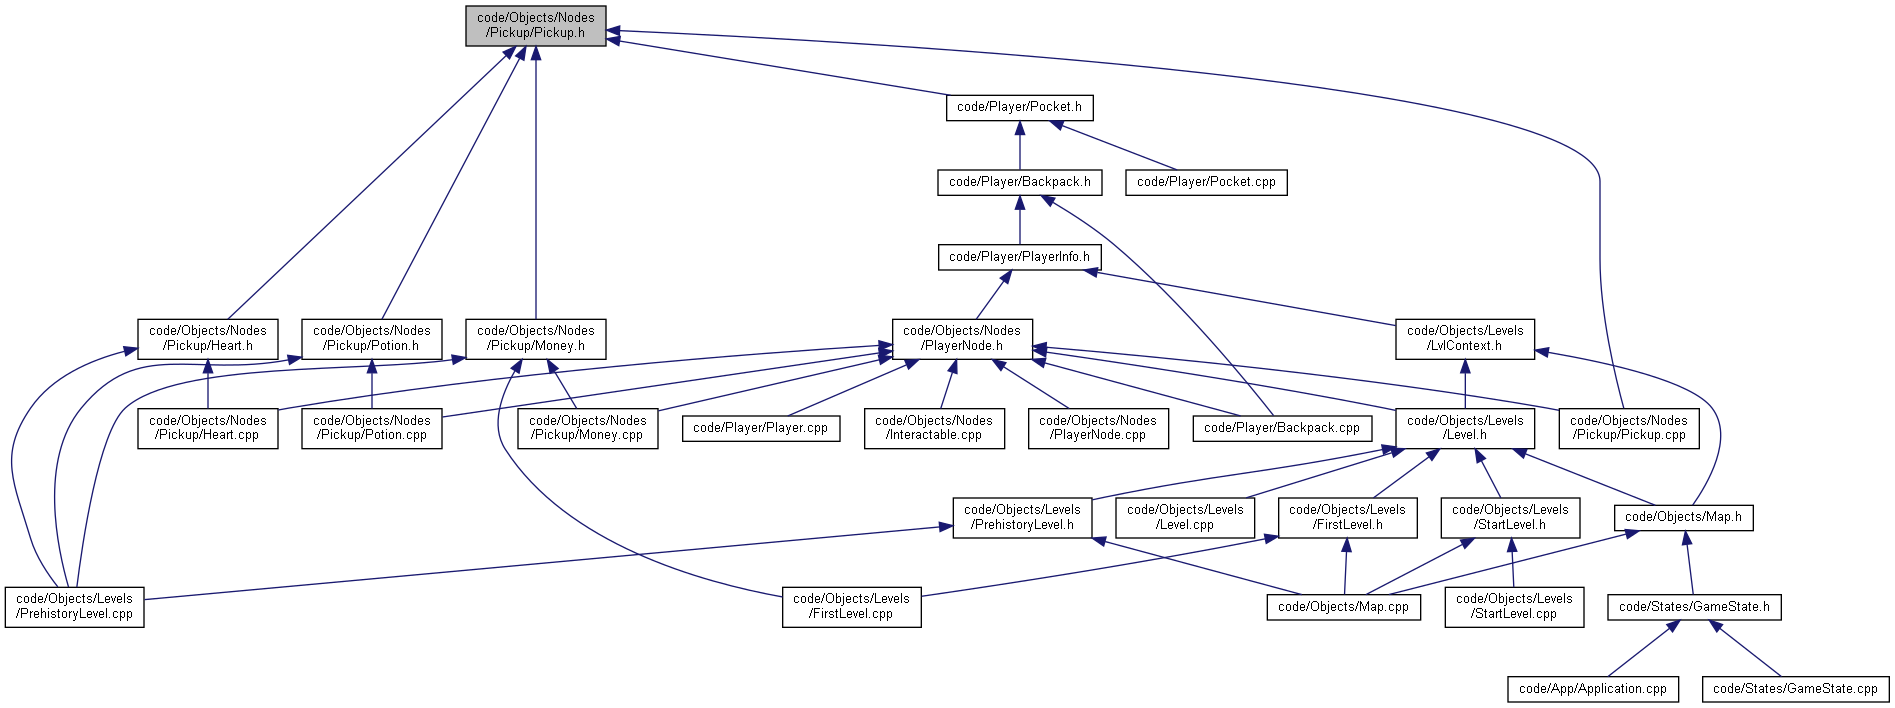 code/Objects/Nodes
/Pickup/Pickup.h
code/Player/Pocket.h
code/Player/Backpack.h
code/Player/Pocket.cpp
code/Player/PlayerInfo.h
code/Objects/Nodes
/Pickup/Heart.h
code/Objects/Nodes
/Pickup/Potion.h
code/Objects/Nodes
/Pickup/Money.h
code/Objects/Nodes
/PlayerNode.h
code/Objects/Levels
/LvlContext.h
code/Objects/Nodes
/Pickup/Heart.cpp
code/Objects/Nodes
/Pickup/Potion.cpp
code/Objects/Nodes
/Pickup/Money.cpp
code/Player/Player.cpp
code/Objects/Nodes
/Interactable.cpp
code/Objects/Nodes
/PlayerNode.cpp
code/Player/Backpack.cpp
code/Objects/Levels
/Level.h
code/Objects/Nodes
/Pickup/Pickup.cpp
code/Objects/Levels
/PrehistoryLevel.h
code/Objects/Levels
/Level.cpp
code/Objects/Levels
/FirstLevel.h
code/Objects/Levels
/StartLevel.h
code/Objects/Map.h
code/Objects/Levels
/PrehistoryLevel.cpp
code/Objects/Levels
/FirstLevel.cpp
code/Objects/Map.cpp
code/Objects/Levels
/StartLevel.cpp
code/States/GameState.h
code/App/Application.cpp
code/States/GameState.cpp